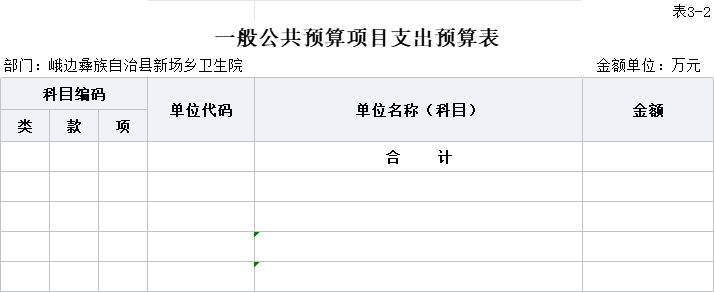 表3-2
一般公共预算项目支出预算表
部门：峨边彝族自治县新场乡卫生院 金额单位：万元
科目编码 单位代码 单位名称（科目） 金额
类 款 项
合 计